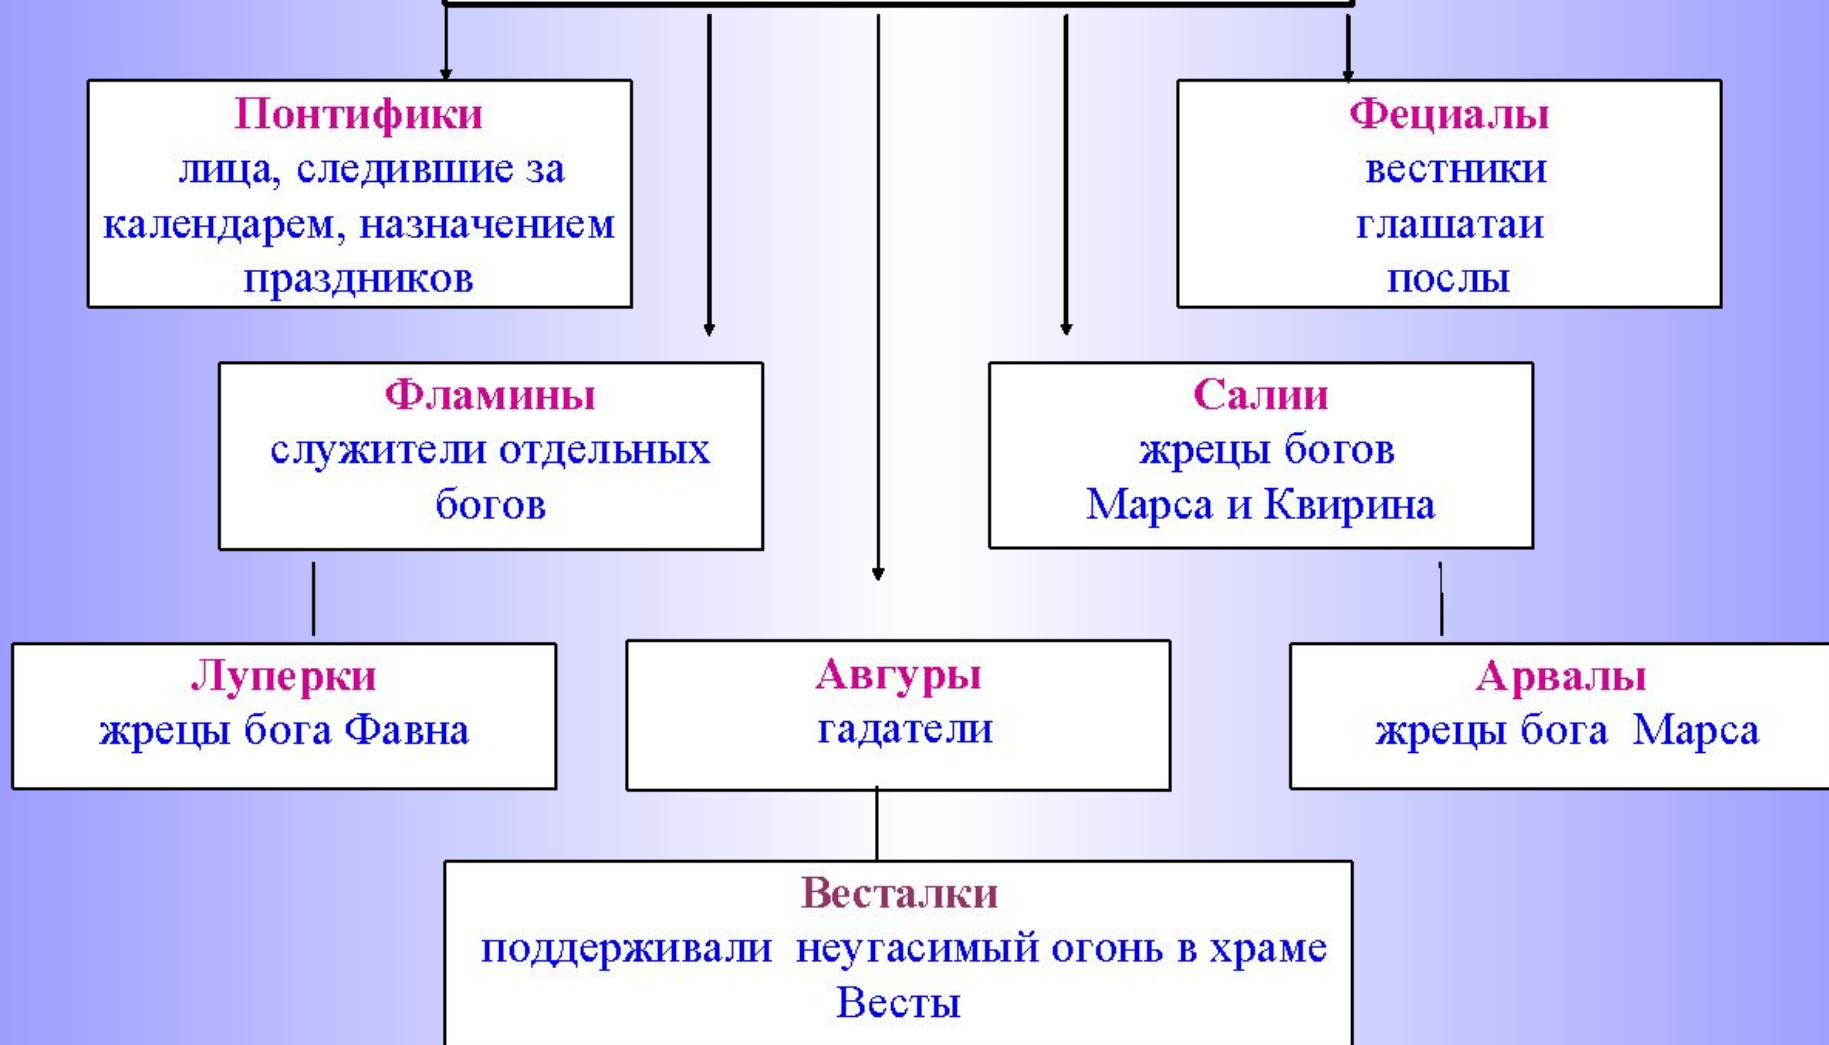 Понтифики
лица, следившие за
календарем, назначением
праздников
Фециалы
вестники
глашатаи
послы
Фламины
служители отдельных
богов
Салии
жрецы богов
Марса и Квирина
Луперки
жрецы бога Фавна
Авгуры
гадатели
Арвалы
жрецы бога Марса
Весталки
поддерживали неугасимый огонь в храме
Весты